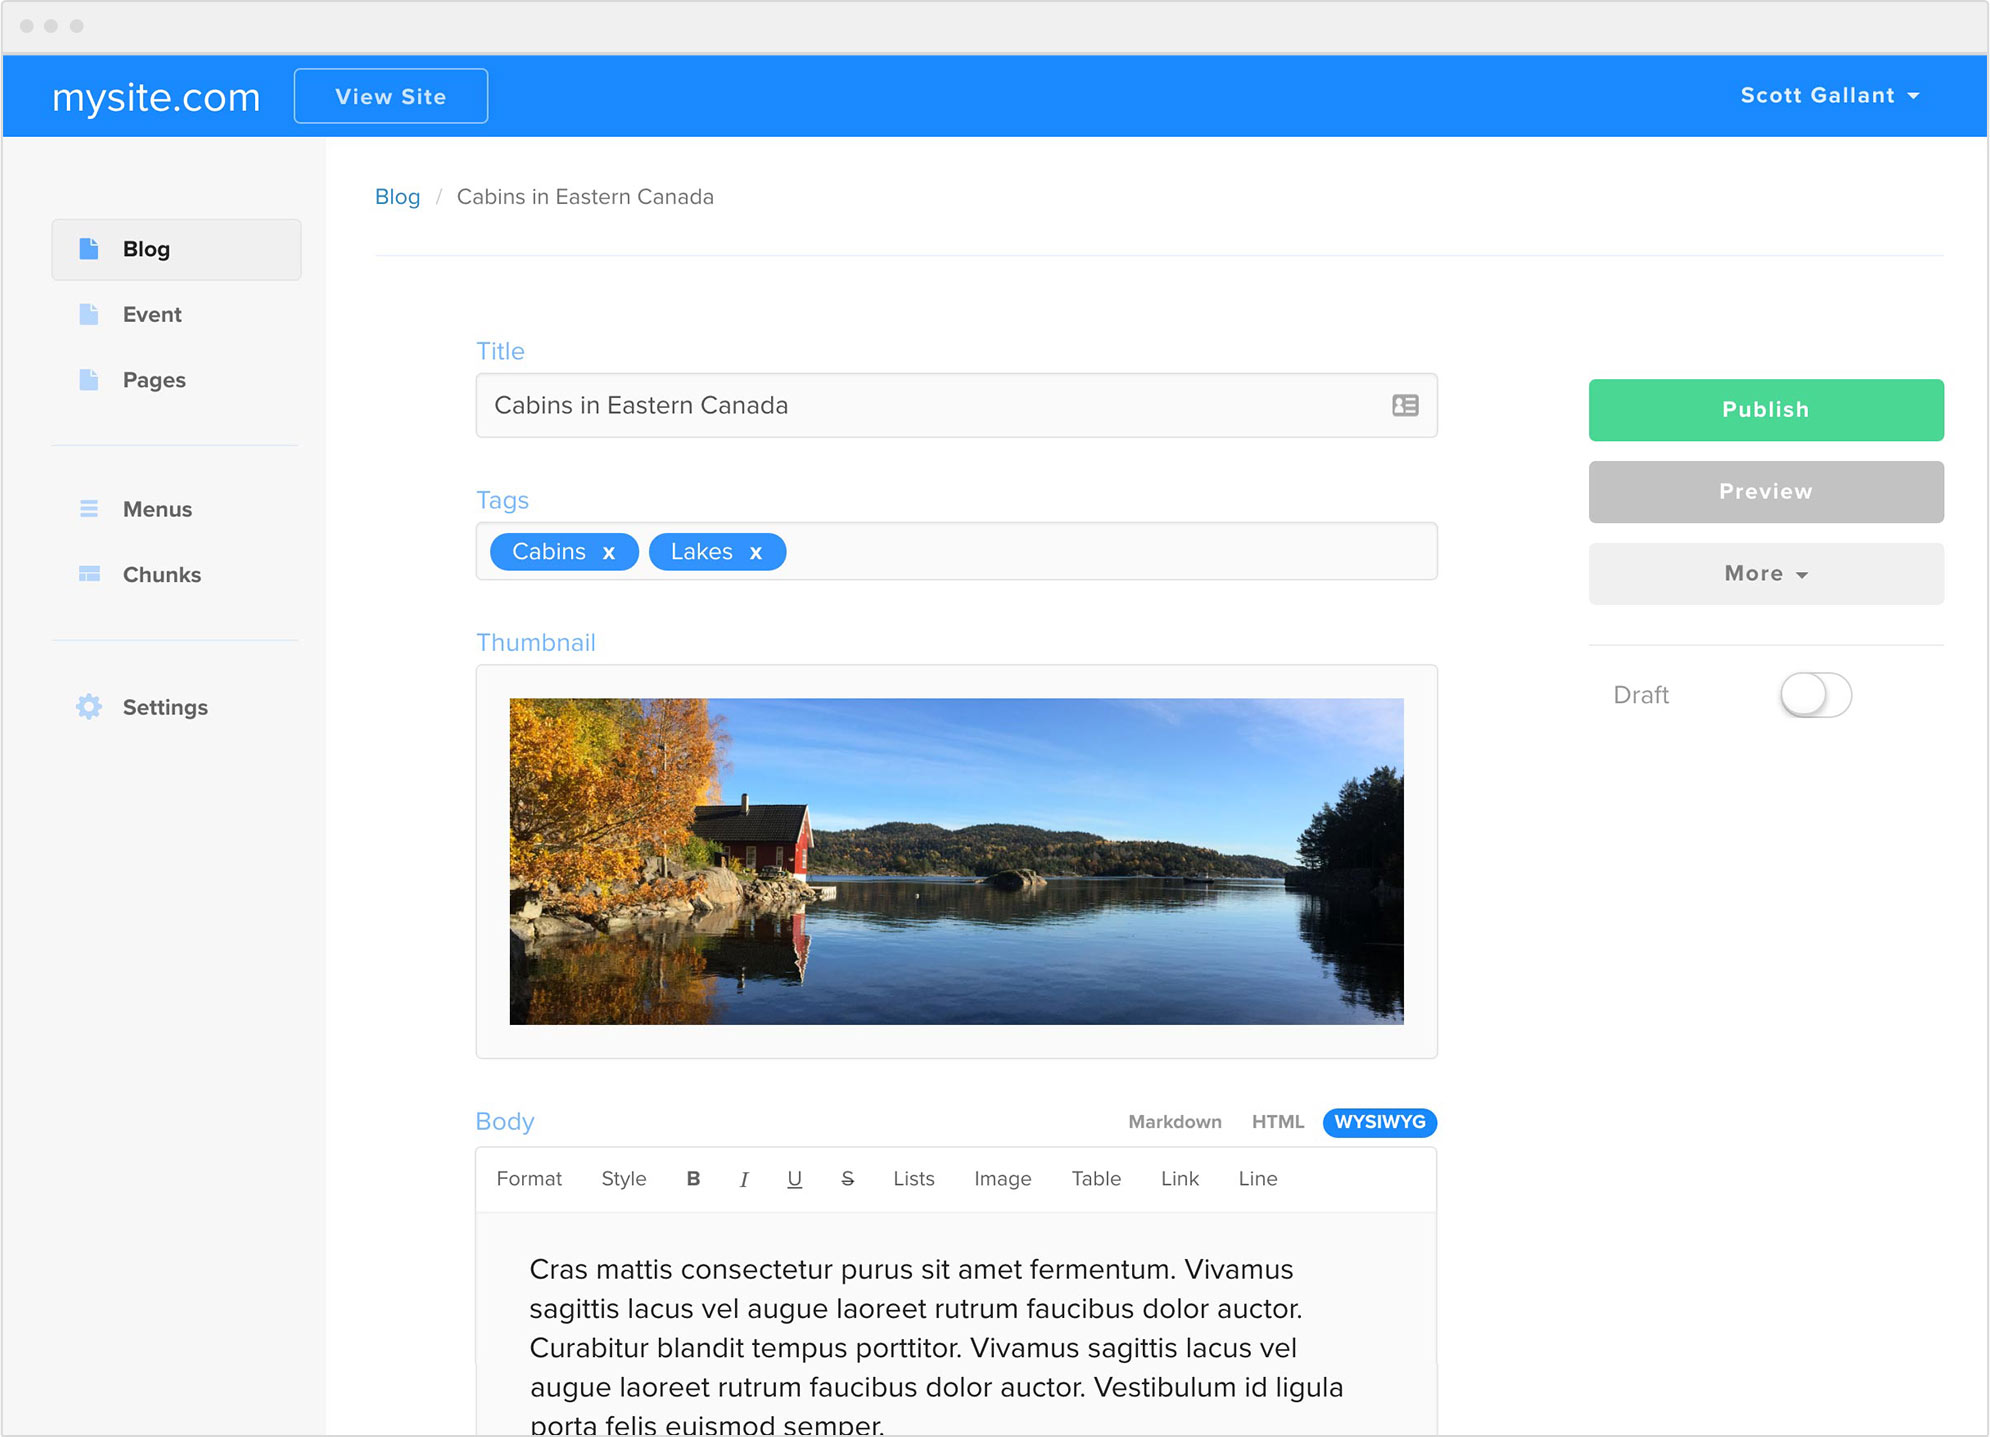 mysite.com
View Site
Scott Gallant
Blog
Event
Pages
Menus
Chunks
Settings
Blog / Cabins in Eastern Canada
Title
Cabins in Eastern Canada
Tags
Cabins x Lakes x
Thumbnail
Publish
Preview
More
Draft
Body
Markdown HTML WYSIWYG
Format Style B I U S Lists Image Table Link Line
Cras mattis consectetur purus sit amet fermentum. Vivamus
sagittis lacus vel augue laoreet rutrum faucibus dolor auctor.
Curabitur blandit tempus porttitor. Vivamus sagittis lacus vel
augue laoreet rutrum faucibus dolor auctor. Vestibulum id ligula
porta felis euismod semper.